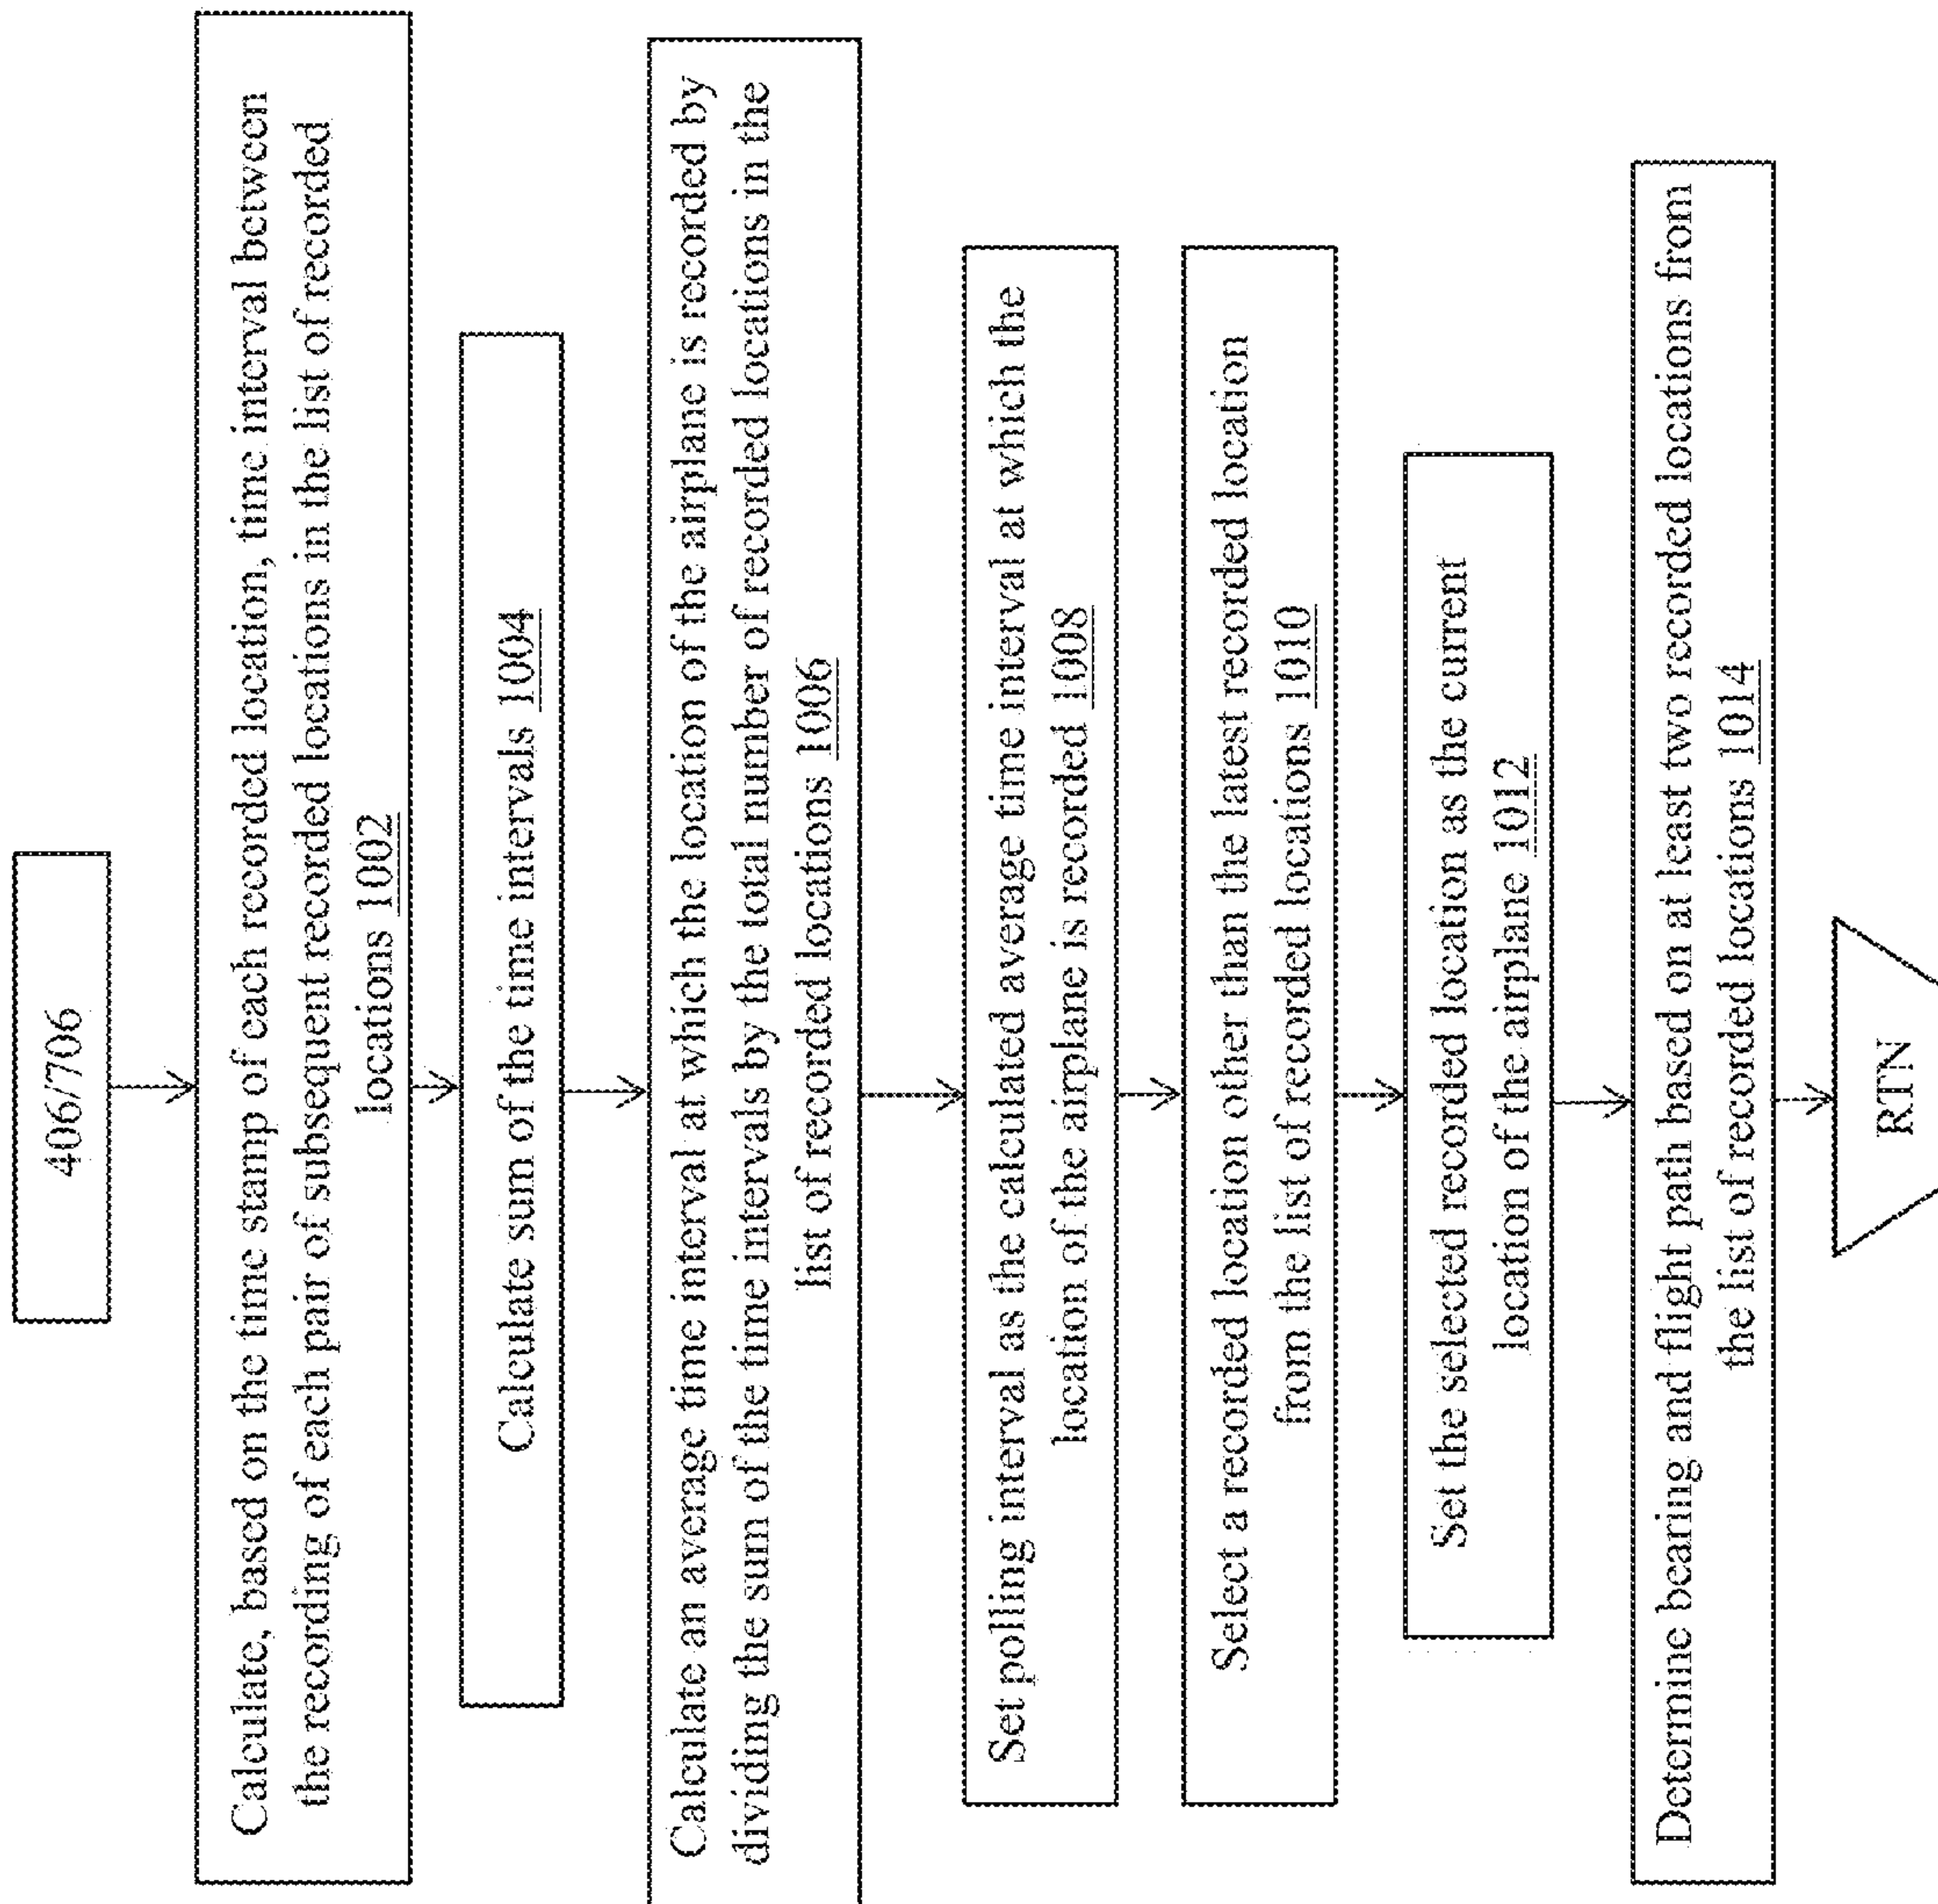 406/706
Calculate, based on the time stamp of each recorded location, time interval between
the recording of each pair of subsequent recorded locations in the list of recorded
locations 1002
Calculate sum of the time intervals 1004
Calculate an average time interval at which the location of the airplane is recorded by
dividing the sum of the time intervals by the total number of recorded locations in the
list of recorded locations 1006
Set polling interval as the calculated average time interval at which the
location of the airplane is recorded 1008
Select a recorded location other than the latest recorded location
from the list of recorded locations 1010
Set the selected recorded location as the current
location of the airplane 1012
Determine bearing and flight path based on at least two recorded locations from
the list of recorded locations 1014
RTN